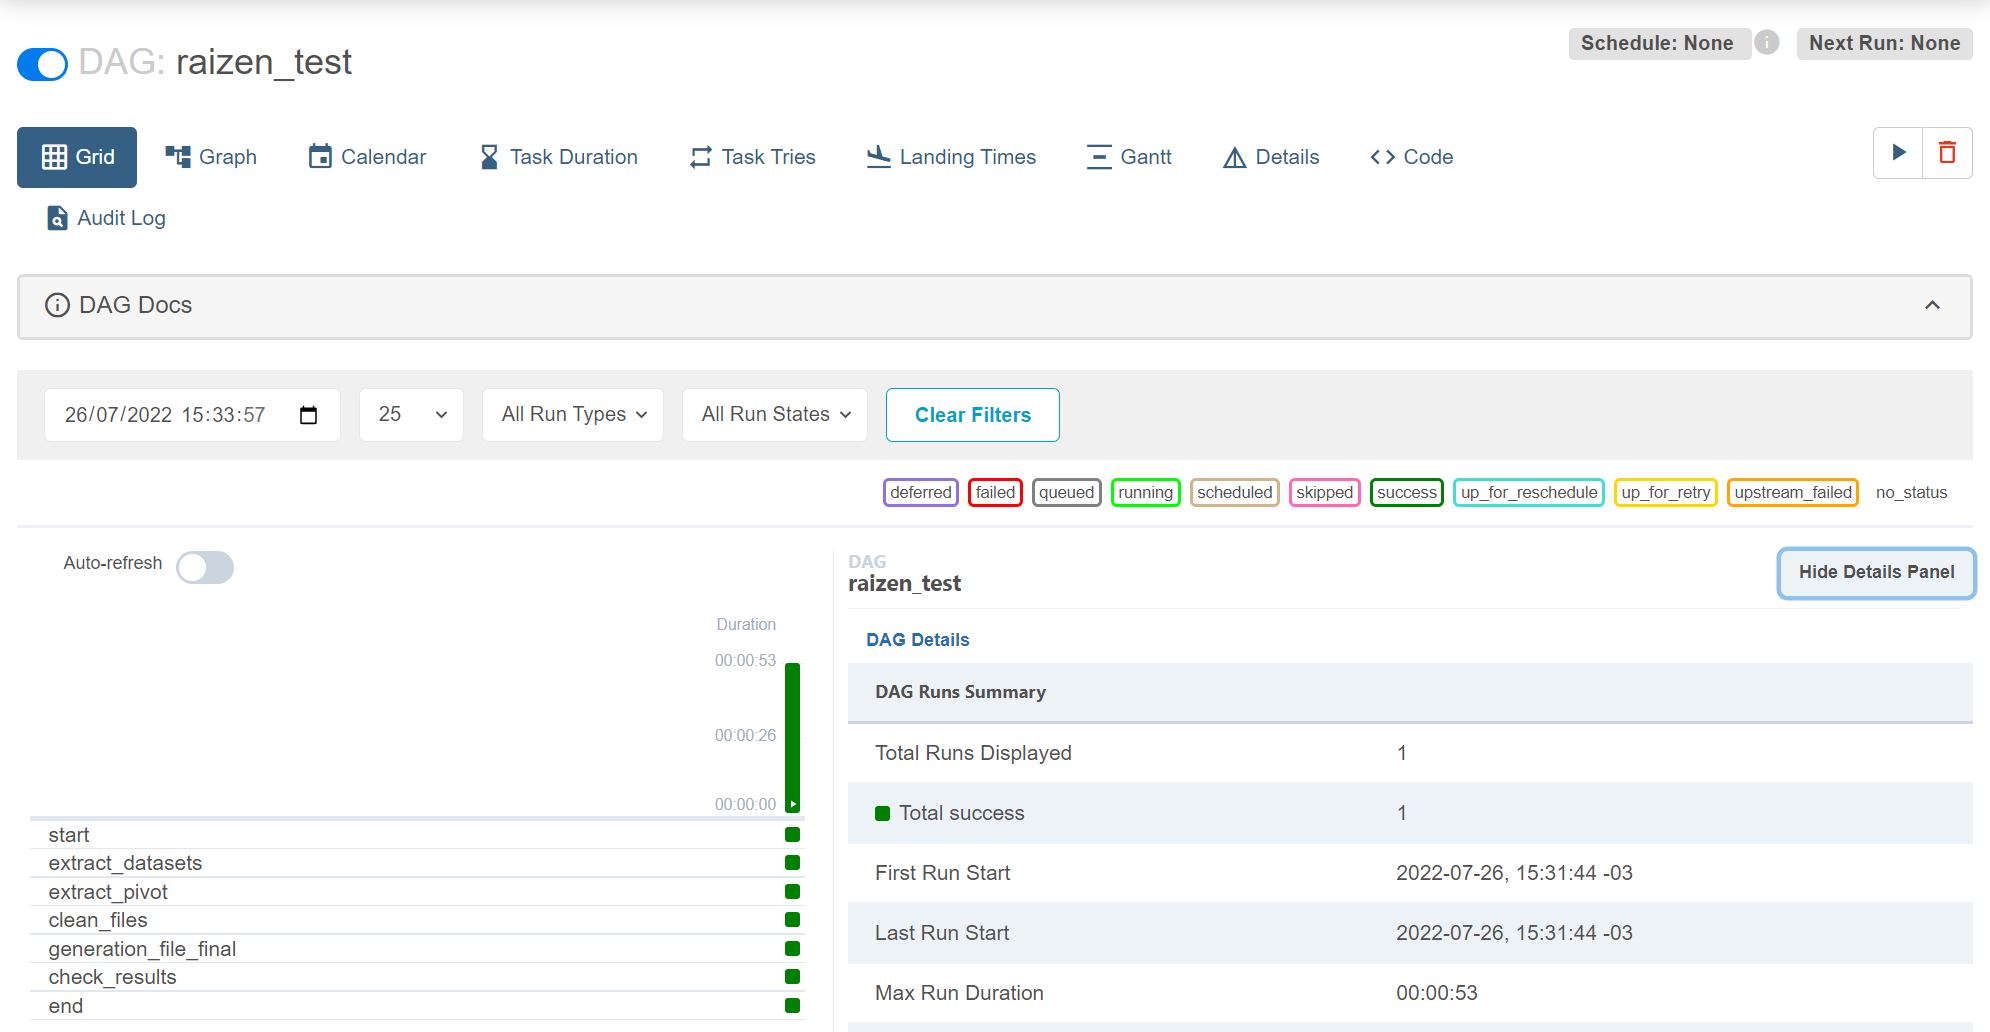 DAG: raizen_test
Schedule: None
Next Run: None
Grid
Graph
Calendar
Task Duration
Task Tries
Landing Times
Gantt
Details
Code
Audit Log
DAG Docs
26/07/2022 15:33:57
25
All Run Types
All Run States
Clear Filters
deferred
failed
queued
running
scheduled
skipped
success
up_for_reschedule
up_for_retry
upstream_failed
no_status
Auto-refresh
Duration
00:00:53
00:00:26
00:00:00
start
extract_datasets
extract_pivot
clean_files
generation_file_final
check_results
end
DAG
raizen_test
Hide Details Panel
DAG Details
DAG Runs Summary
Total Runs Displayed 1
Total success 1
First Run Start 2022-07-26, 15:31:44 -03
Last Run Start 2022-07-26, 15:31:44 -03
Max Run Duration 00:00:53